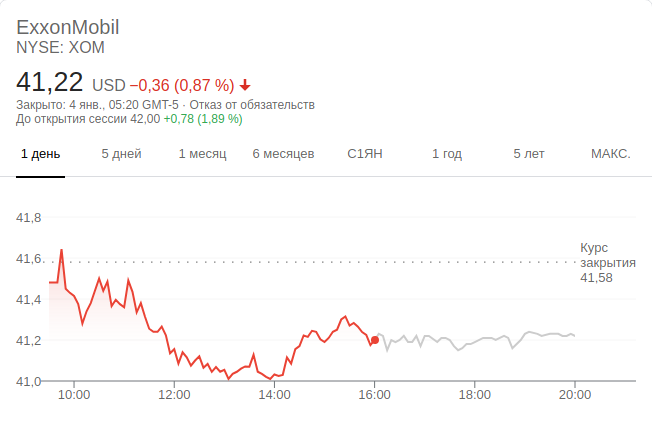 ExxonMobil
NYSE: XOM
41,22 USD −0,36 (0,87 %)
Закрыто: 4 янв., 05:20 GMT-5 · Отказ от обязательств
До открытия сессии 42,00 +0,78 (1,89 %)
1 день 5 дней 1 месяц 6 месяцев С1ЯН 1 год 5 лет МАКС.
41,8
41,6
41,4
41,2
41,0
Курс
закрытия
41,58
10:00 12:00 14:00 16:00 18:00 20:00